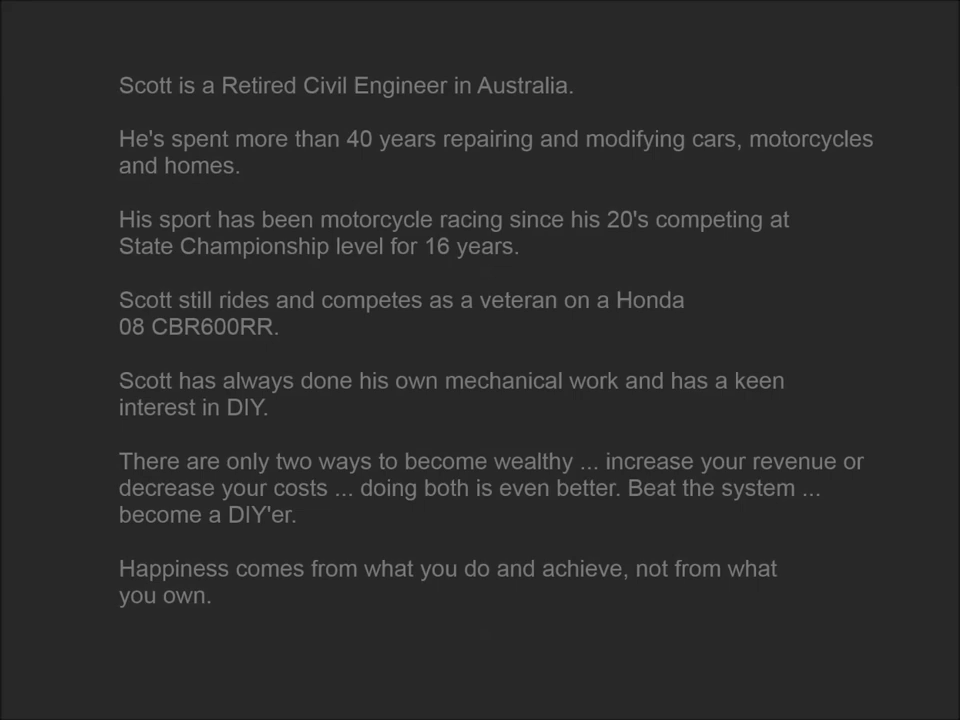 Scott is a Retired Civil Engineer in Australia.
He's spent more than 40 years repairing and modifying cars, motorcycles
and homes.
His sport has been motorcycle racing since his 20's competing at
State Championship level for 16 years.
Scott still rides and competes as a veteran on a Honda
08 CBR600RR.
Scott has always done his own mechanical work and has a keen
interest in DIY.
There are only two ways to become wealthy ... increase your revenue or
decrease your costs ... doing both is even better. Beat the system ...
become a DIY'er.
Happiness comes from what you do and achieve, not from what
you own.